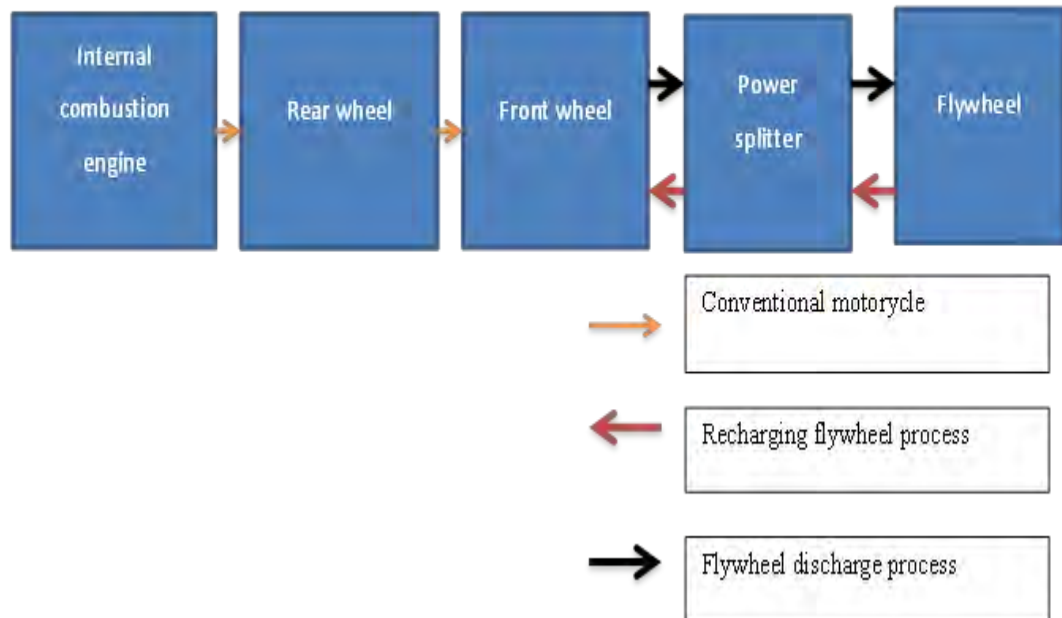 Internal
combustion
engine
Rear wheel
Front wheel
Power
splitter
Flywheel
Conventional motorycle
Recharging flywheel process
Flywheel discharge process